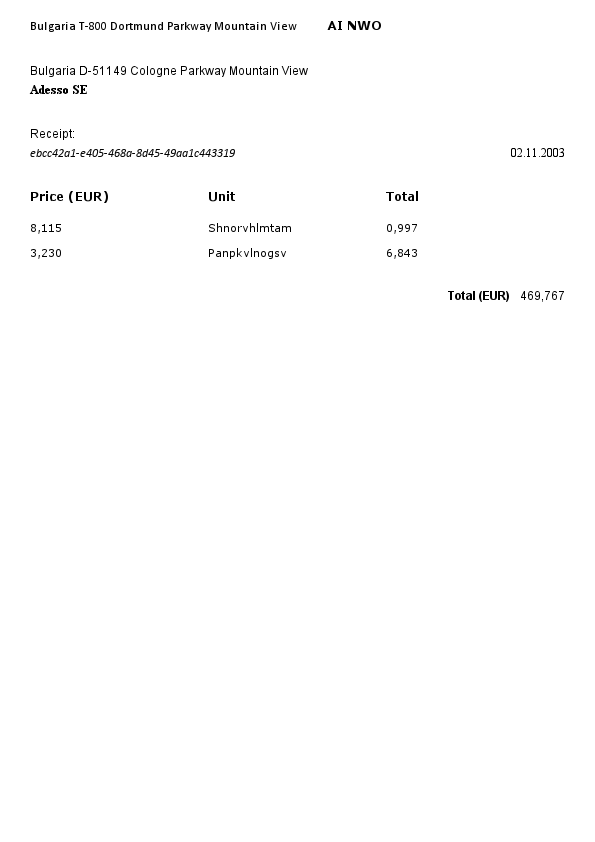 Bulgaria T-800 Dortmund Parkway Mountain View AI NWO
Bulgaria D-51149 Cologne Parkway Mountain View
Adesso SE
Receipt:
ebcc42a1-e405-468a-8d45-49aa1c443319 02.11.2003
Price (EUR) Unit Total
8,115 Shnorvhlmtam 0,997
3,230 Panpkvlnogsv 6,843
Total (EUR) 469,767